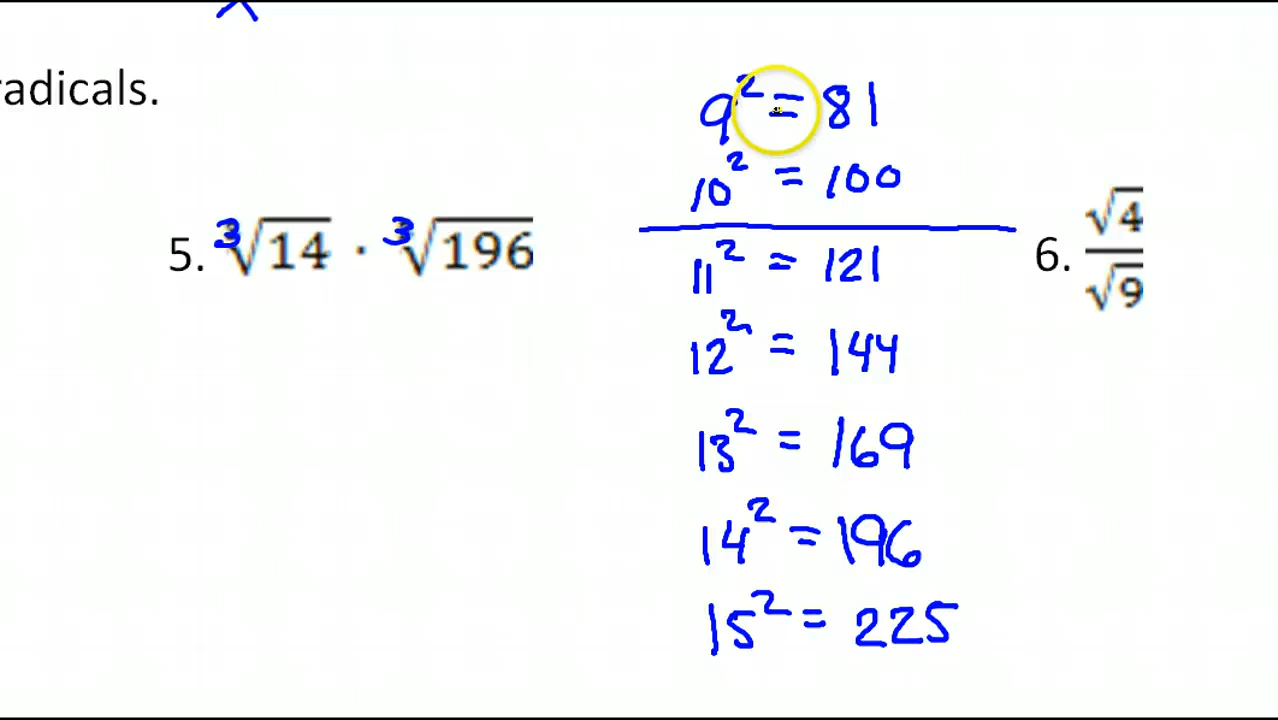 radicals.
9² = 81
10² = 100
5. ∛14 · ∛196
11² = 121
6. √4/√9
12² = 144
13² = 169
14² = 196
15² = 225